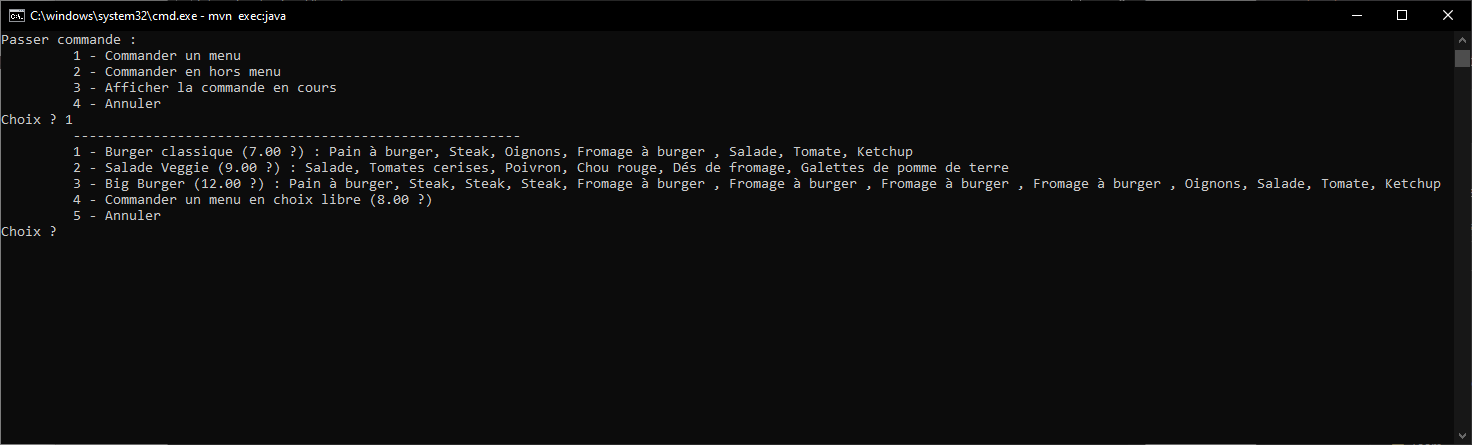 C:\windows\system32\cmd.exe - mvn  exec:java
Passer commande :
1 - Commander un menu
2 - Commander en hors menu
3 - Afficher la commande en cours
4 - Annuler
Choix ? 1
--------------------------------------------------------
1 - Burger classique (7.00 ?) : Pain à burger, Steak, Oignons, Fromage à burger , Salade, Tomate, Ketchup
2 - Salade Veggie (9.00 ?) : Salade, Tomates cerises, Poivron, Chou rouge, Dés de fromage, Galettes de pomme de terre
3 - Big Burger (12.00 ?) : Pain à burger, Steak, Steak, Steak, Fromage à burger , Fromage à burger , Fromage à burger , Fromage à burger , Oignons, Salade, Tomate, Ketchup
4 - Commander un menu en choix libre (8.00 ?)
5 - Annuler
Choix ?